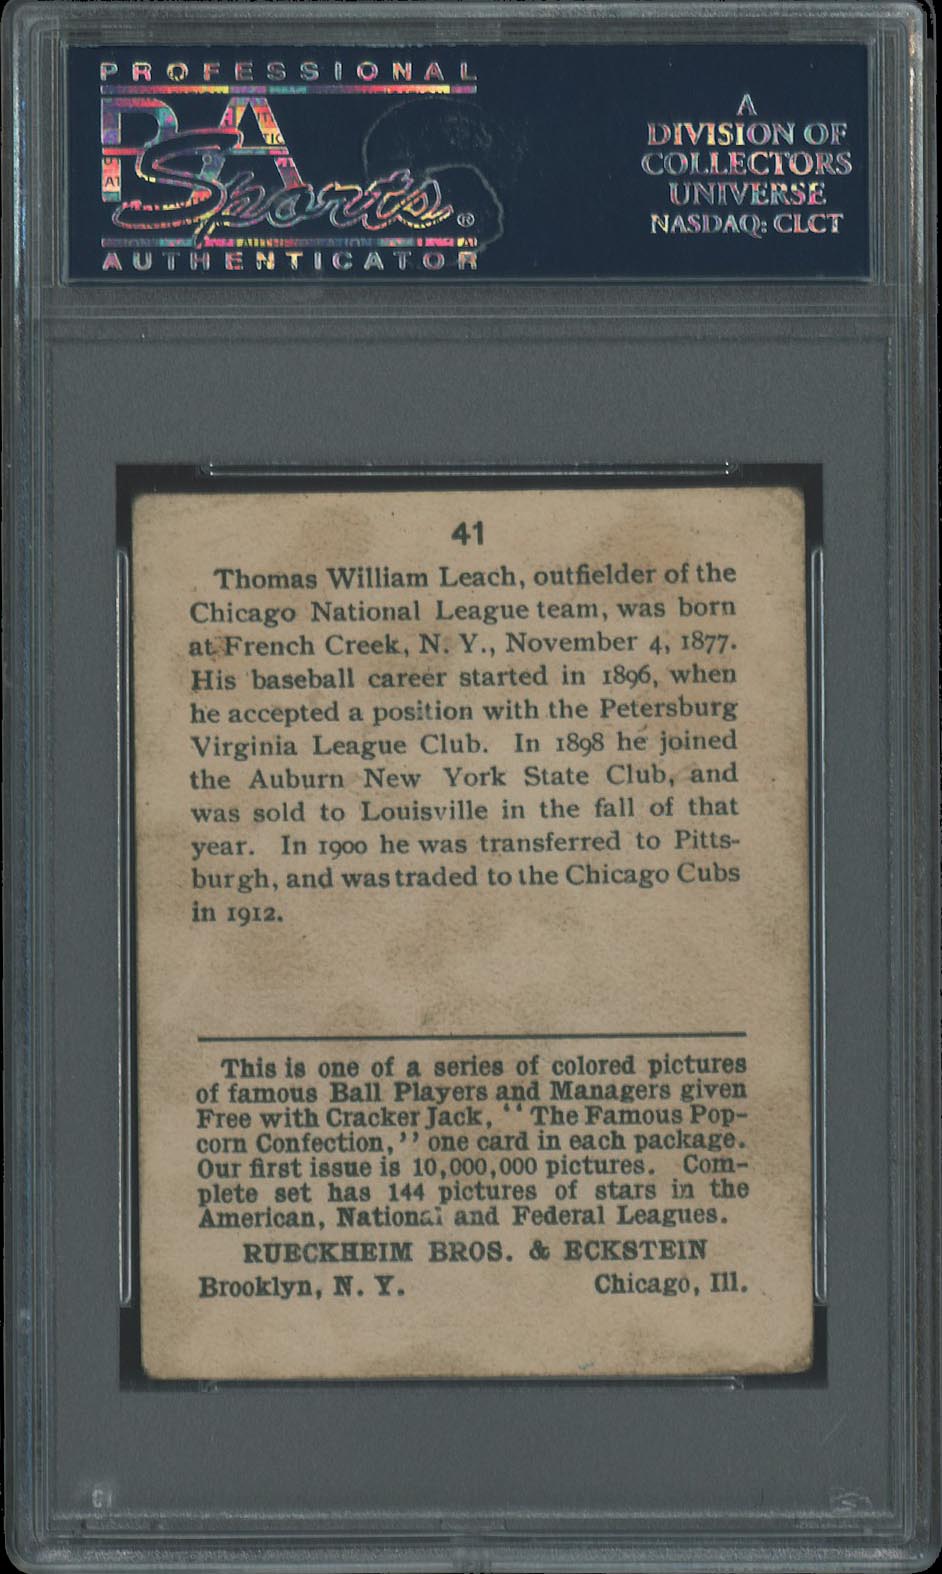 PROFESSIONAL
PSA
Sports®
AUTHENTICATOR
A
DIVISION OF
COLLECTORS
UNIVERSE
NASDAQ: CLCT
41
Thomas William Leach, outfielder of the
Chicago National League team, was born
at French Creek, N. Y., November 4, 1877.
His baseball career started in 1896, when
he accepted a position with the Petersburg
Virginia League Club. In 1898 he joined
the Auburn New York State Club, and
was sold to Louisville in the fall of that
year. In 1900 he was transferred to Pitts-
burgh, and was traded to the Chicago Cubs
in 1912.
This is one of a series of colored pictures
of famous Ball Players and Managers given
Free with Cracker Jack, "The Famous Pop-
corn Confection," one card in each package.
Our first issue is 10,000,000 pictures. Com-
plete set has 144 pictures of stars in the
American, National and Federal Leagues.
RUECKHEIM BROS. & ECKSTEIN
Brooklyn, N. Y. Chicago, Ill.